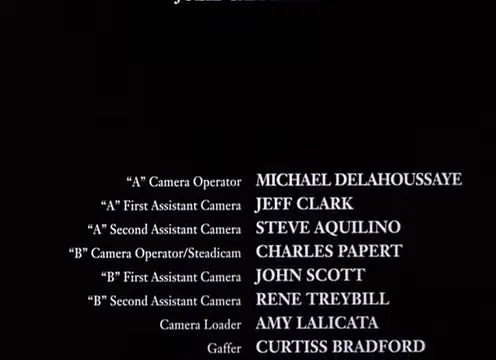 "A" Camera Operator MICHAEL DELAHOUSSAYE
"A" First Assistant Camera JEFF CLARK
"A" Second Assistant Camera STEVE AQUILINO
"B" Camera Operator/Steadicam CHARLES PAPERT
"B" First Assistant Camera JOHN SCOTT
"B" Second Assistant Camera RENE TREYBILL
Camera Loader AMY LALICATA
Gaffer CURTISS BRADFORD